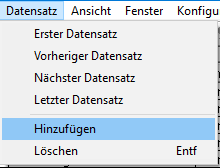 Datensatz Ansicht Fenster Konfigu
Erster Datensatz
Vorheriger Datensatz
Nächster Datensatz
Letzter Datensatz
Hinzufügen
Löschen Entf